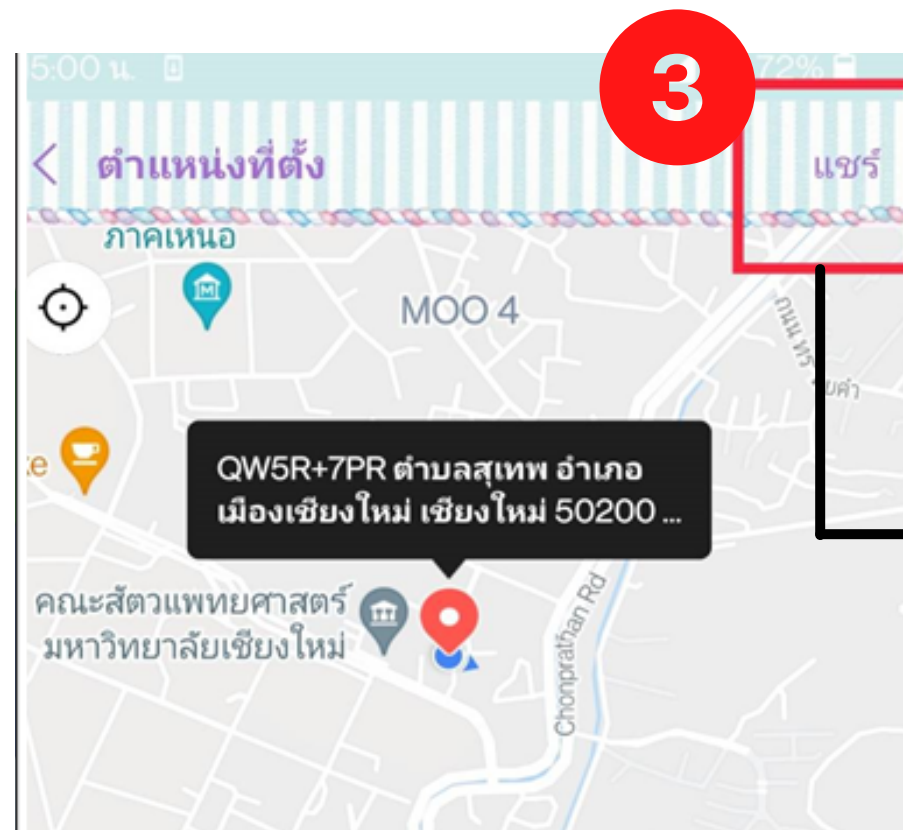 3
5:00 น.
72%
ตำแหน่งที่ตั้ง
แชร์
ภาคเหนือ
MOO 4
QW5R+7PR ตำบลสุเทพ อำเภอ
เมืองเชียงใหม่ เชียงใหม่ 50200 ...
คณะสัตวแพทยศาสตร์
มหาวิทยาลัยเชียงใหม่
Chonprathan Rd